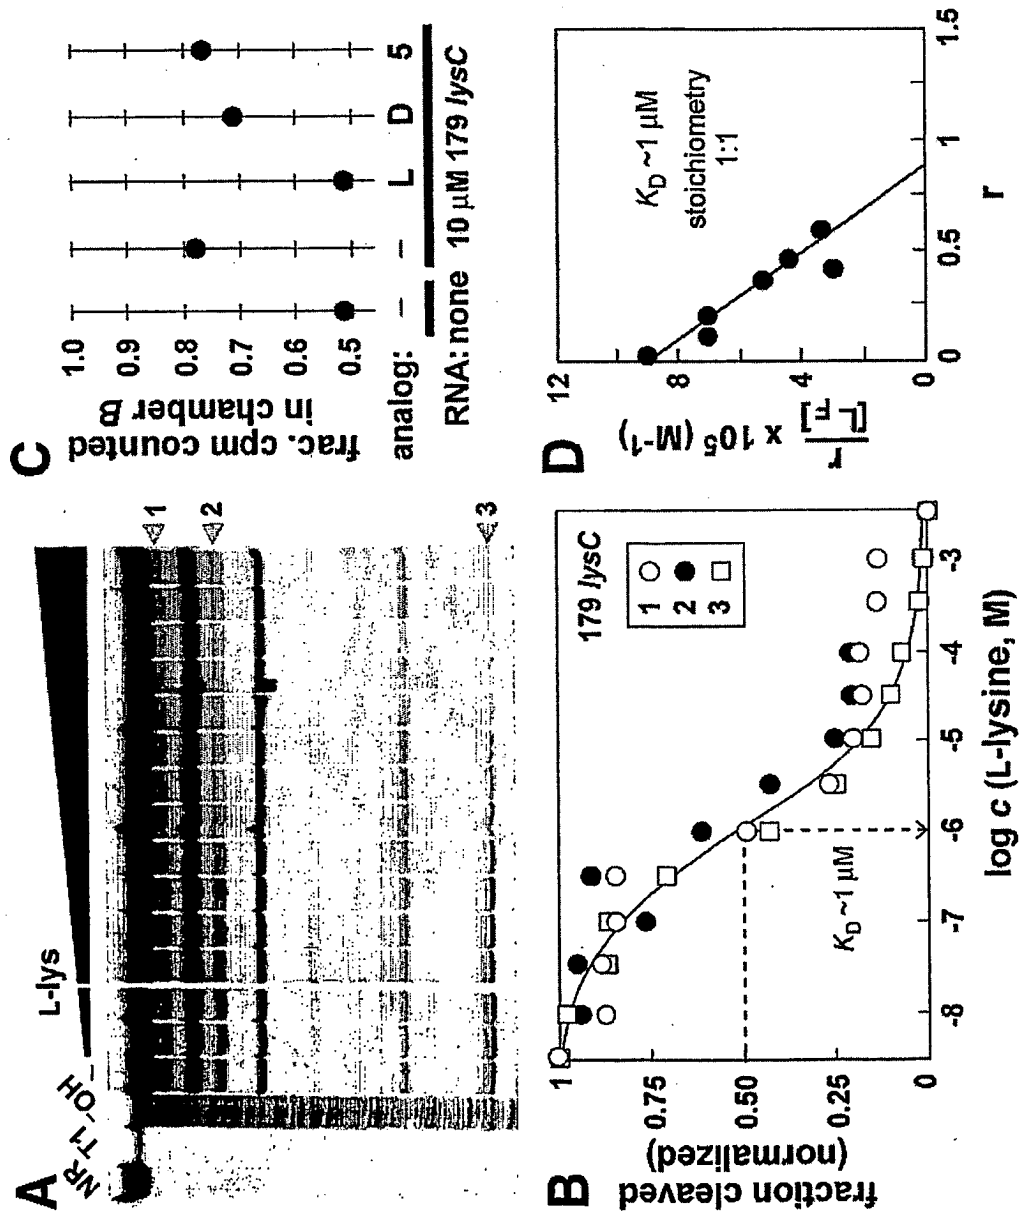 A
NR
T1
⁻OH
–
L-lys
1
2
3
B
fraction cleaved
(normalized)
1
0.75
0.50
0.25
0
179 lysC
1
2
3
K_D ~1 µM
-8
-7
-6
-5
-4
-3
log c (L-lysine, M)
C
frac. cpm counted
in chamber B
1.0
0.9
0.8
0.7
0.6
0.5
analog: – – L D 5
RNA: none 10 µM 179 lysC
D
r
[L_F]
x 10⁵ (M⁻¹)
12
8
4
0
K_D ~1 µM
stoichiometry
1:1
0
0.5
1
1.5
r